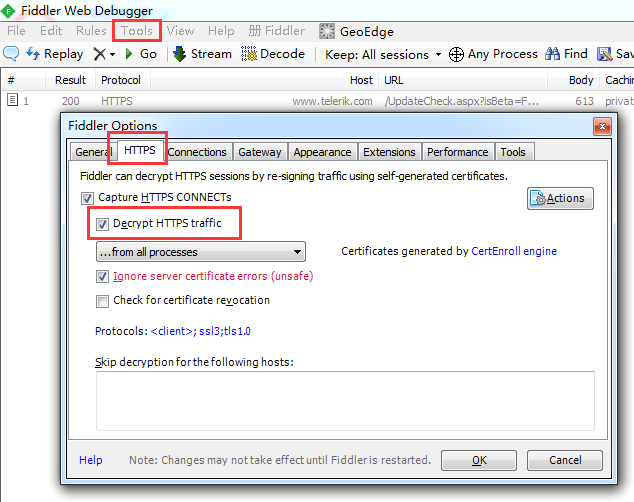 Fiddler Web Debugger
File Edit Rules Tools View Help 册 Fiddler GeoEdge
Replay Go Stream Decode Keep: All sessions Any Process Find Sav
# Result Protocol Host URL Body Cachin
1 200 HTTPS www.telerik.com /UpdateCheck.aspx?isBeta=F... 613 privat
Fiddler Options
General HTTPS Connections Gateway Appearance Extensions Performance Tools
Fiddler can decrypt HTTPS sessions by re-signing traffic using self-generated certificates.
Capture HTTPS CONNECTs
Actions
Decrypt HTTPS traffic
...from all processes
Certificates generated by CertEnroll engine
Ignore server certificate errors (unsafe)
Check for certificate revocation
Protocols: <client>; ssl3;tls1.0
Skip decryption for the following hosts:
Help Note: Changes may not take effect until Fiddler is restarted. OK Cancel